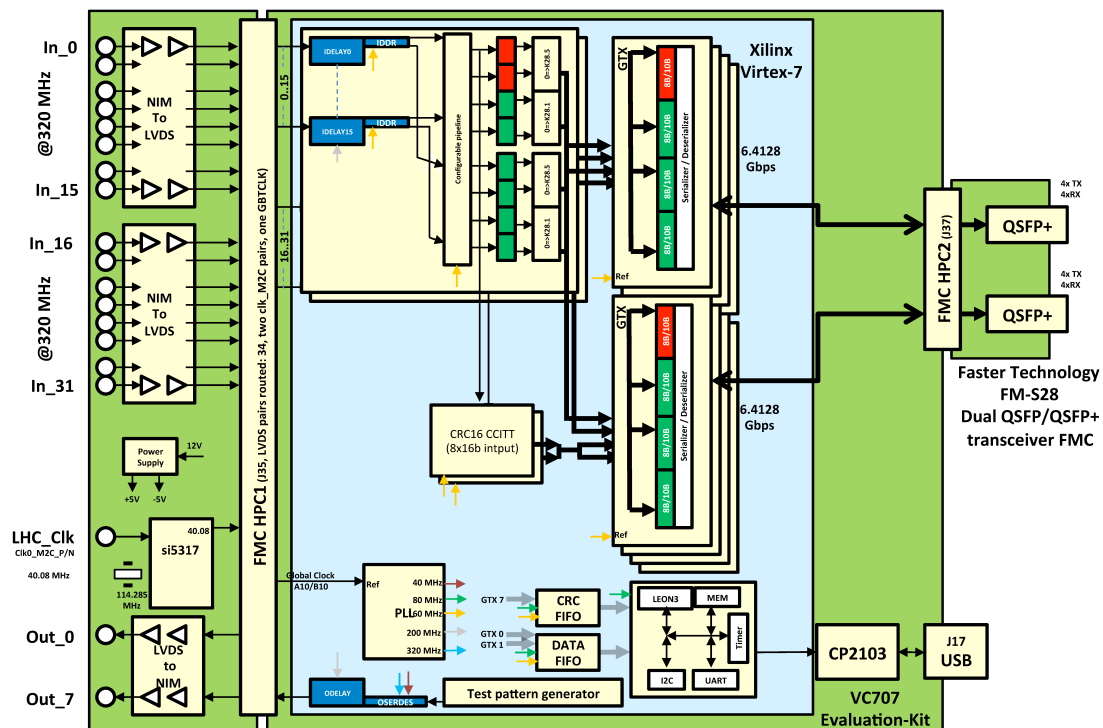 In_0
@320 MHz
In_15
In_16
@320 MHz
In_31
NIM
To
LVDS
NIM
To
LVDS
Power
Supply
12V
+5V
-5V
LHC_Clk
Clk0_M2C_P/N
40.08 MHz
40.08
si5317
114.285
MHz
Out_0
Out_7
LVDS
to
NIM
FMC HPC1 (J35, LVDS pairs routed: 34, two clk_M2C pairs, one GBTCLK)
0..15
16..31
IDELAY0
IDDR
IDELAY15
IDDR
Configurable pipeline
0=>K28.5
0=>K28.1
0=>K28.5
0=>K28.1
CRC16 CCITT
(8x16b intput)
Xilinx
Virtex-7
GTX
8B/10B
8B/10B
8B/10B
8B/10B
Serializer / Deserializer
Ref
6.4128
Gbps
GTX
8B/10B
8B/10B
8B/10B
8B/10B
Serializer / Deserializer
Ref
6.4128
Gbps
Global Clock
A10/B10
Ref
PLL
40 MHz
80 MHz
160 MHz
200 MHz
320 MHz
GTX 7
GTX 0
GTX 1
CRC
FIFO
DATA
FIFO
LEON3
MEM
Timer
I2C
UART
ODELAY
OSERDES
Test pattern generator
FMC HPC2 (J37)
4x TX
4xRX
QSFP+
4x TX
4xRX
QSFP+
Faster Technology
FM-S28
Dual QSFP/QSFP+
transceiver FMC
CP2103
J17
USB
VC707
Evaluation-Kit